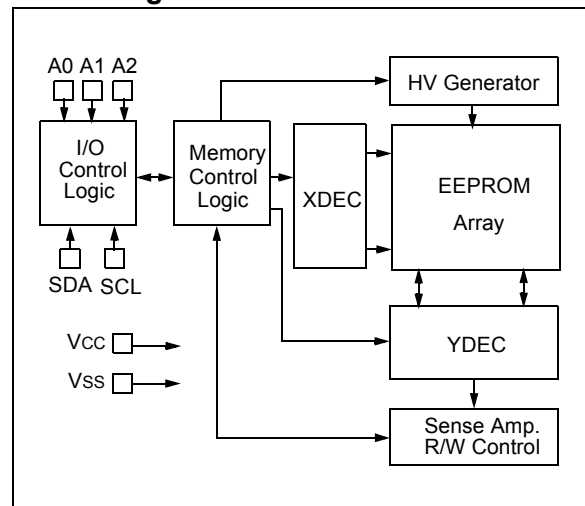 A0 A1 A2
I/O
Control
Logic
SDA SCL
Memory
Control
Logic
XDEC
HV Generator
EEPROM
Array
YDEC
Sense Amp.
R/W Control
VCC
VSS